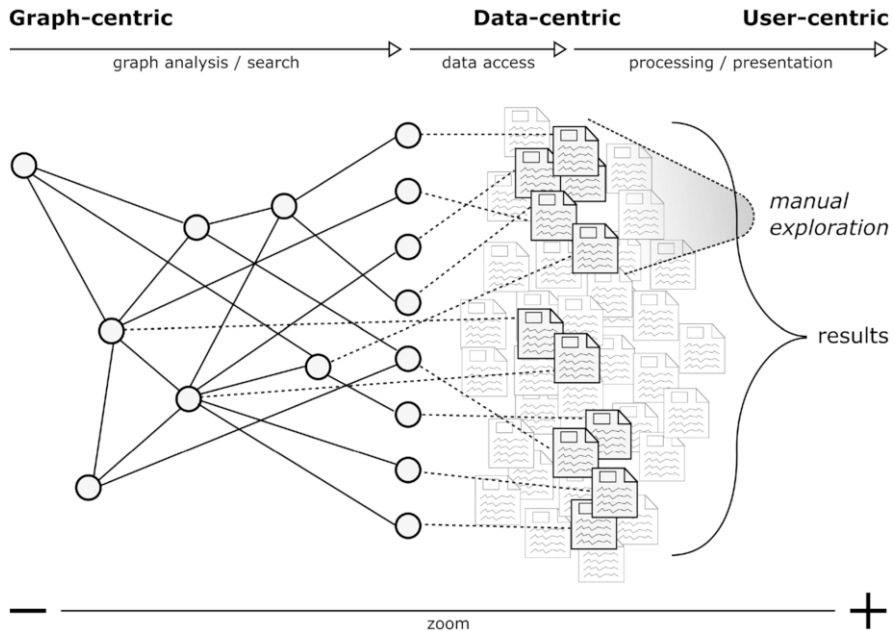 Graph-centric
Data-centric
User-centric
graph analysis / search
data access
processing / presentation
manual
exploration
results
zoom